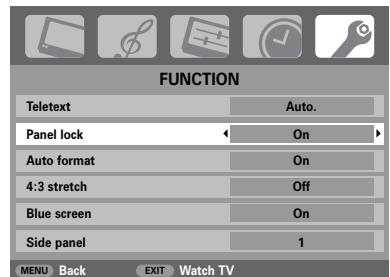 FUNCTION
Teletext Auto.
Panel lock On
Auto format On
4:3 stretch Off
Blue screen On
Side panel 1
MENU Back EXIT Watch TV